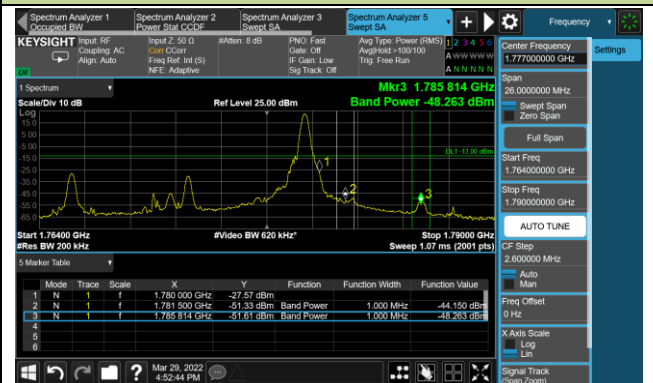 Spectrum Analyzer 1
Occupied BW
Spectrum Analyzer 2
Power Stat CCDF
Spectrum Analyzer 3
Swept SA
Spectrum Analyzer 5
Swept SA
Frequency
KEYSIGHT
Input: RF
Coupling: AC
Align: Auto
Input Z: 50 Ω
Corr CCorr
Freq Ref: Int (S)
NFE: Adaptive
#Atten: 8 dB
PNO: Fast
Gate: Off
IF Gain: Low
Sig Track: Off
Avg Type: Power (RMS)
Avg|Hold:>100/100
Trig: Free Run
1 2 3 4 5 6
A W W W W W
A N N N N N
1 Spectrum
Scale/Div 10 dB
Ref Level 25.00 dBm
Mkr3 1.785 814 GHz
Band Power -48.263 dBm
Log
15.0
5.00
-5.00
-15.0
-25.0
-35.0
-45.0
-55.0
-65.0
DL1 -13.00 dBm
1
2
3
Start 1.76400 GHz
#Res BW 200 kHz
#Video BW 620 kHz*
Stop 1.79000 GHz
Sweep 1.07 ms (2001 pts)
5 Marker Table
Mode Trace Scale X Y Function Function Width Function Value
1 N 1 f 1.780 000 GHz -27.57 dBm
2 N 1 f 1.781 500 GHz -51.33 dBm Band Power 1.000 MHz -44.150 dBm
3 N 1 f 1.785 814 GHz -51.61 dBm Band Power 1.000 MHz -48.263 dBm
4
5
6
Mar 29, 2022
4:52:44 PM
Center Frequency
1.770000000 GHz
Settings
Span
26.0000000 MHz
Swept Span
Zero Span
Full Span
Start Freq
1.764000000 GHz
Stop Freq
1.790000000 GHz
AUTO TUNE
CF Step
2.600000 MHz
Auto
Man
Freq Offset
0 Hz
X Axis Scale
Log
Lin
Signal Track
(Span Zoom)